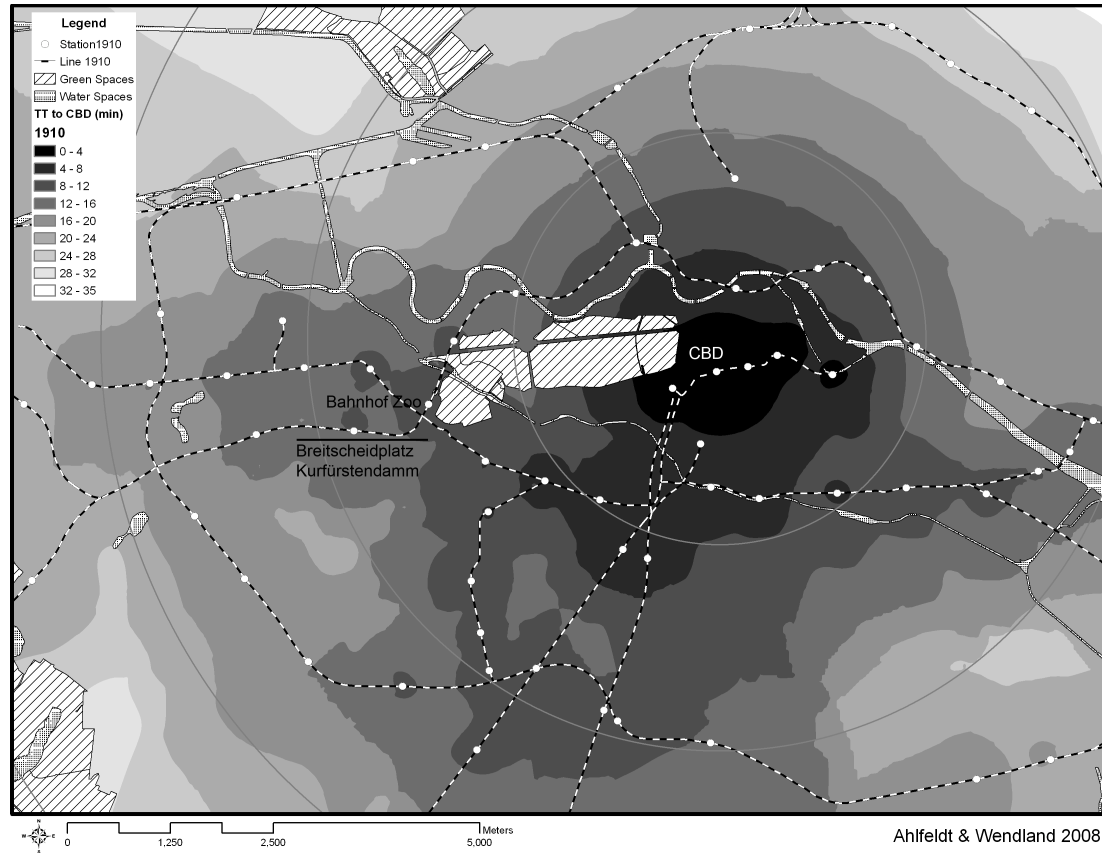 Legend
Station1910
Line 1910
Green Spaces
Water Spaces
TT to CBD (min)
1910
0 - 4
4 - 8
8 - 12
12 - 16
16 - 20
20 - 24
24 - 28
28 - 32
32 - 35
CBD
Bahnhof Zoo
Breitscheidplatz
Kurfürstendamm
N
W E
S
Meters
0 1,250 2,500 5,000
Ahlfeldt & Wendland 2008